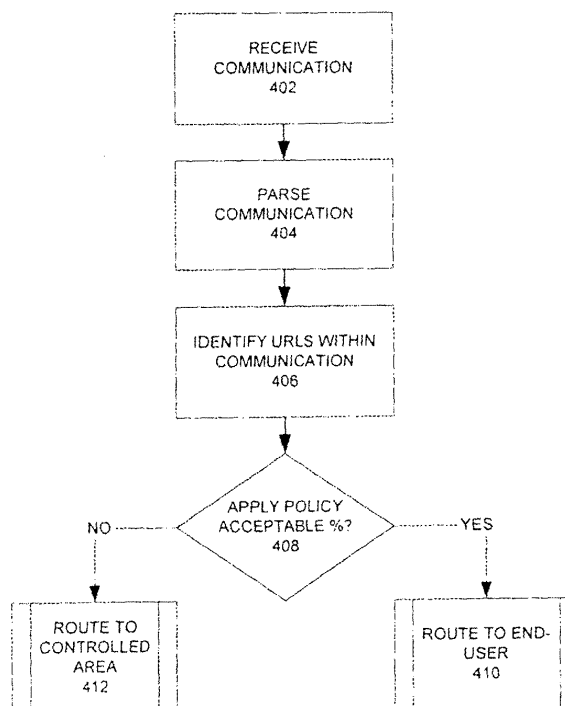 RECEIVE
COMMUNICATION
402
PARSE
COMMUNICATION
404
IDENTIFY URLS WITHIN
COMMUNICATION
406
APPLY POLICY
ACCEPTABLE %?
408
NO
YES
ROUTE TO
CONTROLLED
AREA
412
ROUTE TO END-
USER
410